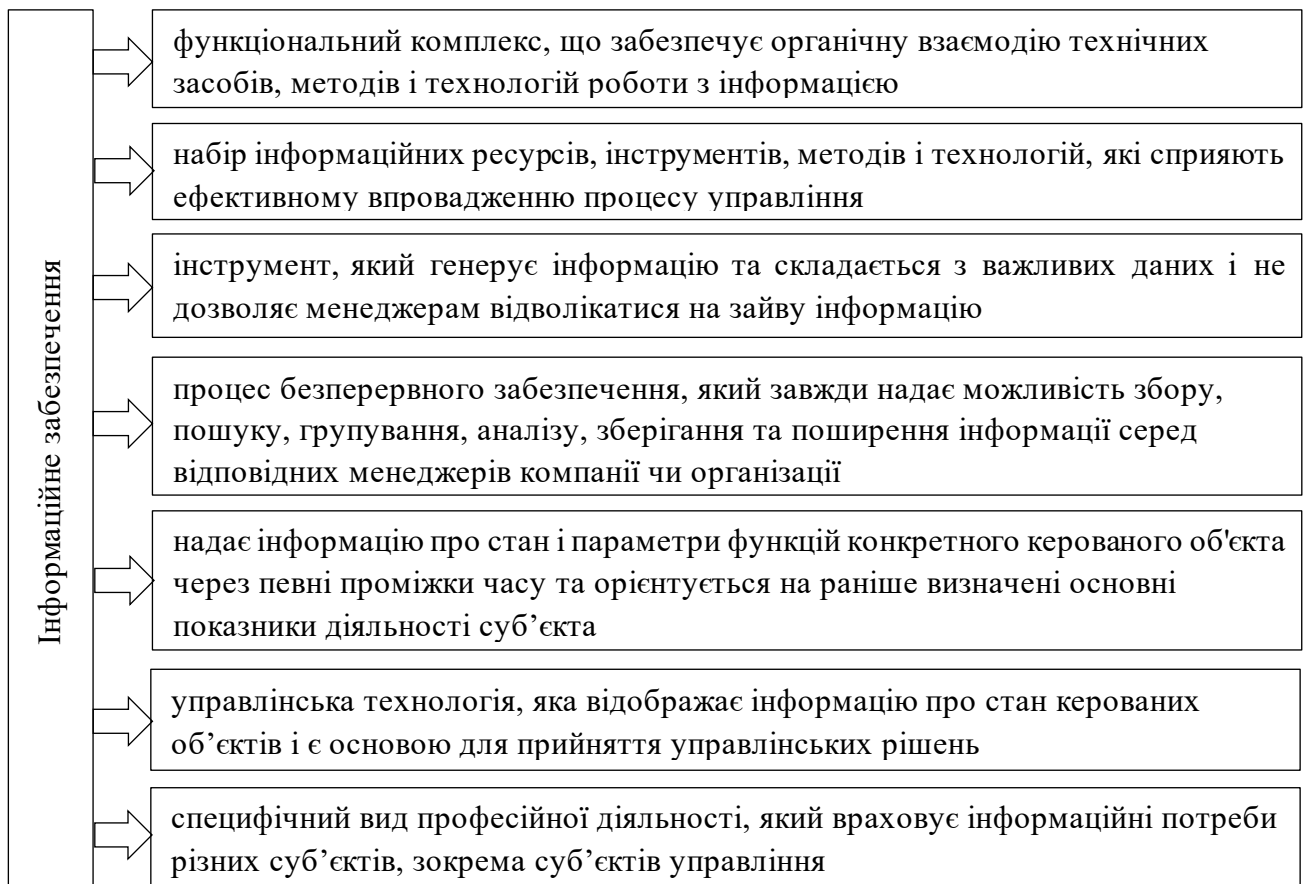 Інформаційне забезпечення
функціональний комплекс, що забезпечує органічну взаємодію технічних
засобів, методів і технологій роботи з інформацією
набір інформаційних ресурсів, інструментів, методів і технологій, які сприяють
ефективному впровадженню процесу управління
інструмент, який генерує інформацію та складається з важливих даних і не
дозволяє менеджерам відволікатися на зайву інформацію
процес безперервного забезпечення, який завжди надає можливість збору,
пошуку, групування, аналізу, зберігання та поширення інформації серед
відповідних менеджерів компанії чи організації
надає інформацію про стан і параметри функцій конкретного керованого об'єкта
через певні проміжки часу та орієнтується на раніше визначені основні
показники діяльності суб’єкта
управлінська технологія, яка відображає інформацію про стан керованих
об’єктів і є основою для прийняття управлінських рішень
специфічний вид професійної діяльності, який враховує інформаційні потреби
різних суб’єктів, зокрема суб’єктів управління